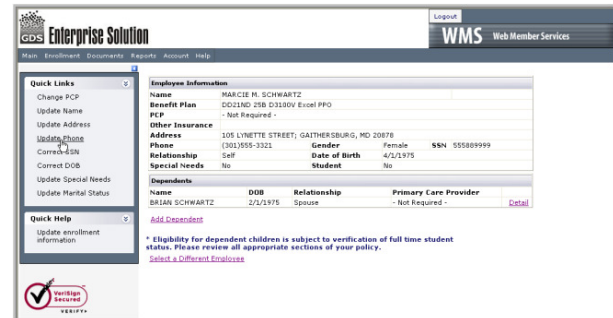 Logout
GDS Enterprise Solution
WMS Web Member Services
Main Enrollment Documents Reports Account Help
Quick Links
Change PCP
Update Name
Update Address
Update Phone
Correct SSN
Correct DOB
Update Special Needs
Update Marital Status
Quick Help
Update enrollment
information
VeriSign
Secured
VERIFY
Employee Information
Name MARCIE M. SCHWARTZ
Benefit Plan DD21ND 25B D3100V Excel PPO
PCP - Not Required -
Other Insurance
Address 105 LYNETTE STREET; GAITHERSBURG, MD 20878
Phone (301)555-3321 Gender Female SSN 555889999
Relationship Self Date of Birth 4/1/1975
Special Needs No Student No
Dependents
Name DOB Relationship Primary Care Provider
BRIAN SCHWARTZ 2/1/1975 Spouse - Not Required - Detail
Add Dependent
* Eligibility for dependent children is subject to verification of full time student
status. Please review all appropriate sections of your policy.
Select a Different Employee